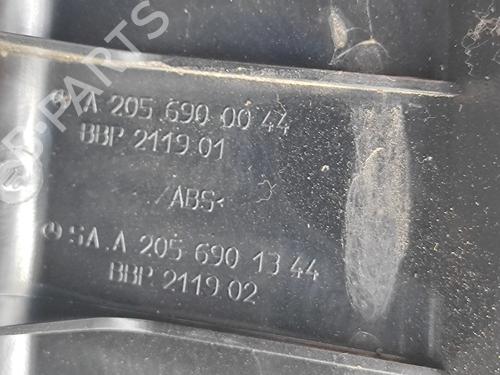 B-PARTS
A 205 690 00 44
BBP 2119 01
ABS<
SA. A 205 690 13 44
BBP 2119 02